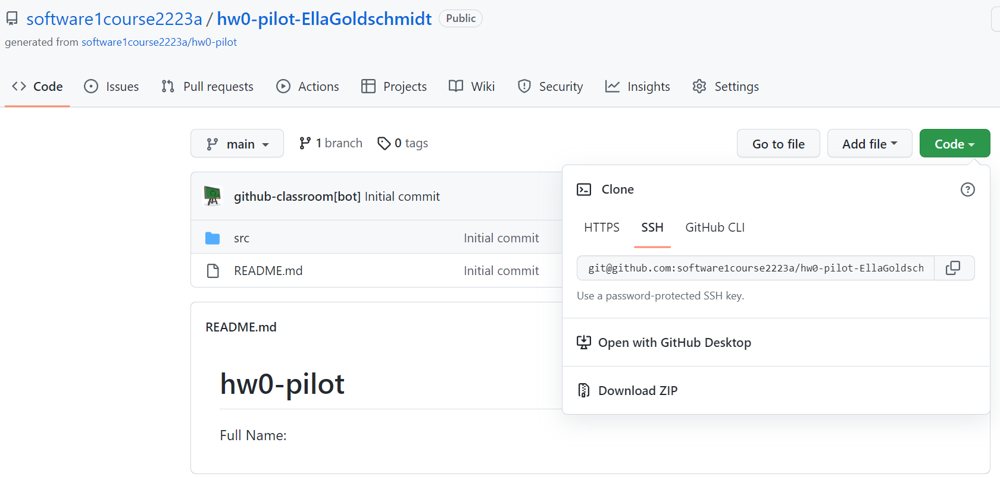 software1course2223a / hw0-pilot-EllaGoldschmidt Public
generated from software1course2223a/hw0-pilot
Code Issues Pull requests Actions Projects Wiki Security Insights Settings
main 1 branch 0 tags Go to file Add file Code
github-classroom[bot] Initial commit
src Initial commit
README.md Initial commit
Clone
HTTPS SSH GitHub CLI
git@github.com:software1course2223a/hw0-pilot-EllaGoldsch
Use a password-protected SSH key.
Open with GitHub Desktop
Download ZIP
README.md
hw0-pilot
Full Name: